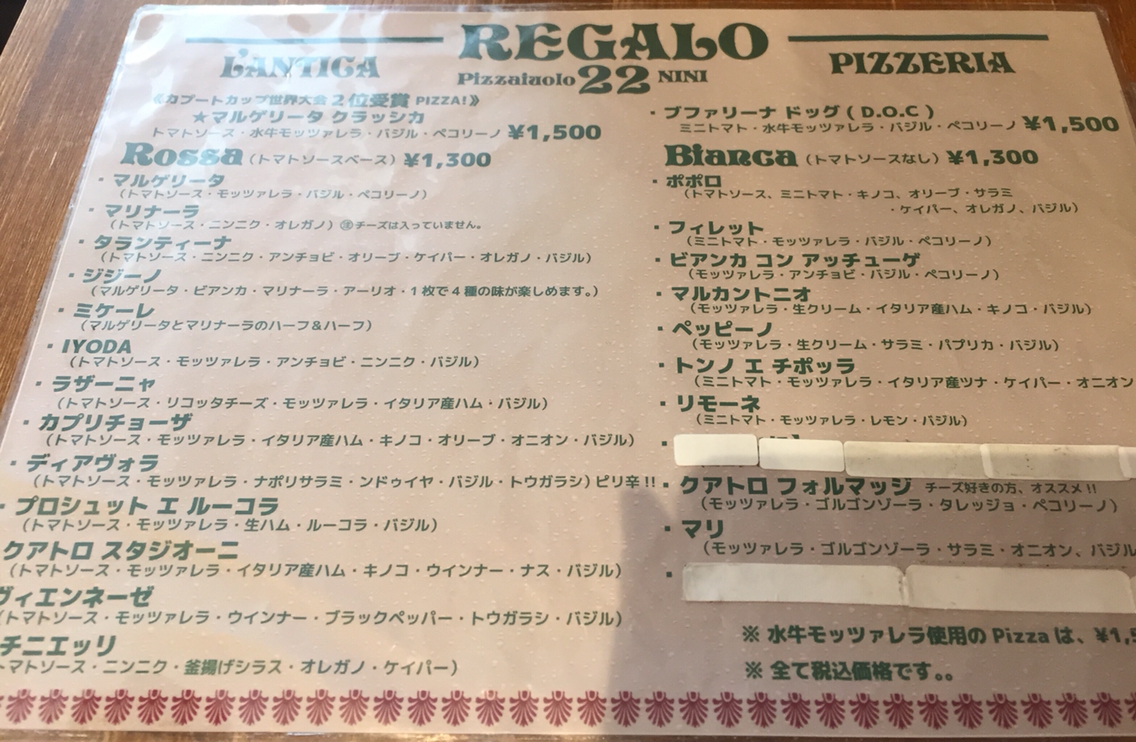 REGALO
L'ANTICA
Pizzaiuolo 22 NINI
PIZZERIA
《カプートカップ世界大会2位受賞 PIZZA!》
★マルゲリータ クラッシカ
トマトソース・水牛モッツァレラ・バジル・ペコリーノ ¥1,500
Rossa (トマトソースベース) ¥1,300
・マルゲリータ
(トマトソース・モッツァレラ・バジル・ペコリーノ)
・マリナーラ
(トマトソース・ニンニク・オレガノ) ㊟チーズは入っていません。
・タランティーナ
(トマトソース・ニンニク・アンチョビ・オリーブ・ケイパー・オレガノ・バジル)
・ジジーノ
(マルゲリータ・ビアンカ・マリナーラ・アーリオ・1枚で4種の味が楽しめます。)
・ミケーレ
(マルゲリータとマリナーラのハーフ&ハーフ)
・IYODA
(トマトソース・モッツァレラ・アンチョビ・ニンニク・バジル)
・ラザーニャ
(トマトソース・リコッタチーズ・モッツァレラ・イタリア産ハム・バジル)
・カプリチョーザ
(トマトソース・モッツァレラ・イタリア産ハム・キノコ・オリーブ・オニオン・バジル)
・ディアヴォラ
(トマトソース・モッツァレラ・ナポリサラミ・ンドゥイヤ・バジル・トウガラシ)ピリ辛!!
・プロシュット エ ルーコラ
(トマトソース・モッツァレラ・生ハム・ルーコラ・バジル)
クアトロ スタジオーニ
(トマトソース・モッツァレラ・イタリア産ハム・キノコ・ウインナー・ナス・バジル)
ヴィエンネーゼ
(トマトソース・モッツァレラ・ウインナー・ブラックペッパー・トウガラシ・バジル)
チニエッリ
トマトソース・ニンニク・釜揚げシラス・オレガノ・ケイパー)
・ブファリーナ ドッグ ( D.O.C )
ミニトマト・水牛モッツァレラ・バジル・ペコリーノ ¥1,500
Bianca (トマトソースなし) ¥1,300
・ポポロ
(トマトソース、ミニトマト・キノコ、オリーブ・サラミ
・ケイパー、オレガノ、バジル)
・フィレット
(ミニトマト・モッツァレラ・バジル・ペコリーノ)
・ビアンカ コン アッチューゲ
(モッツァレラ・アンチョビ・バジル・ペコリーノ)
・マルカントニオ
(モッツァレラ・生クリーム・イタリア産ハム・キノコ・バジル)
・ペッピーノ
(モッツァレラ・生クリーム・サラミ・パプリカ・バジル)
・トンノ エ チポッラ
(ミニトマト・モッツァレラ・イタリア産ツナ・ケイパー・オニオン
・リモーネ
(ミニトマト・モッツァレラ・レモン・バジル)
・クアトロ フォルマッジ チーズ好きの方、オススメ!!
(モッツァレラ・ゴルゴンゾーラ・タレッジョ・ペコリーノ)
・マリ
(モッツァレラ・ゴルゴンゾーラ・サラミ・オニオン、バジル
※ 水牛モッツァレラ使用の Pizza は、¥1,5
※ 全て税込価格です。。